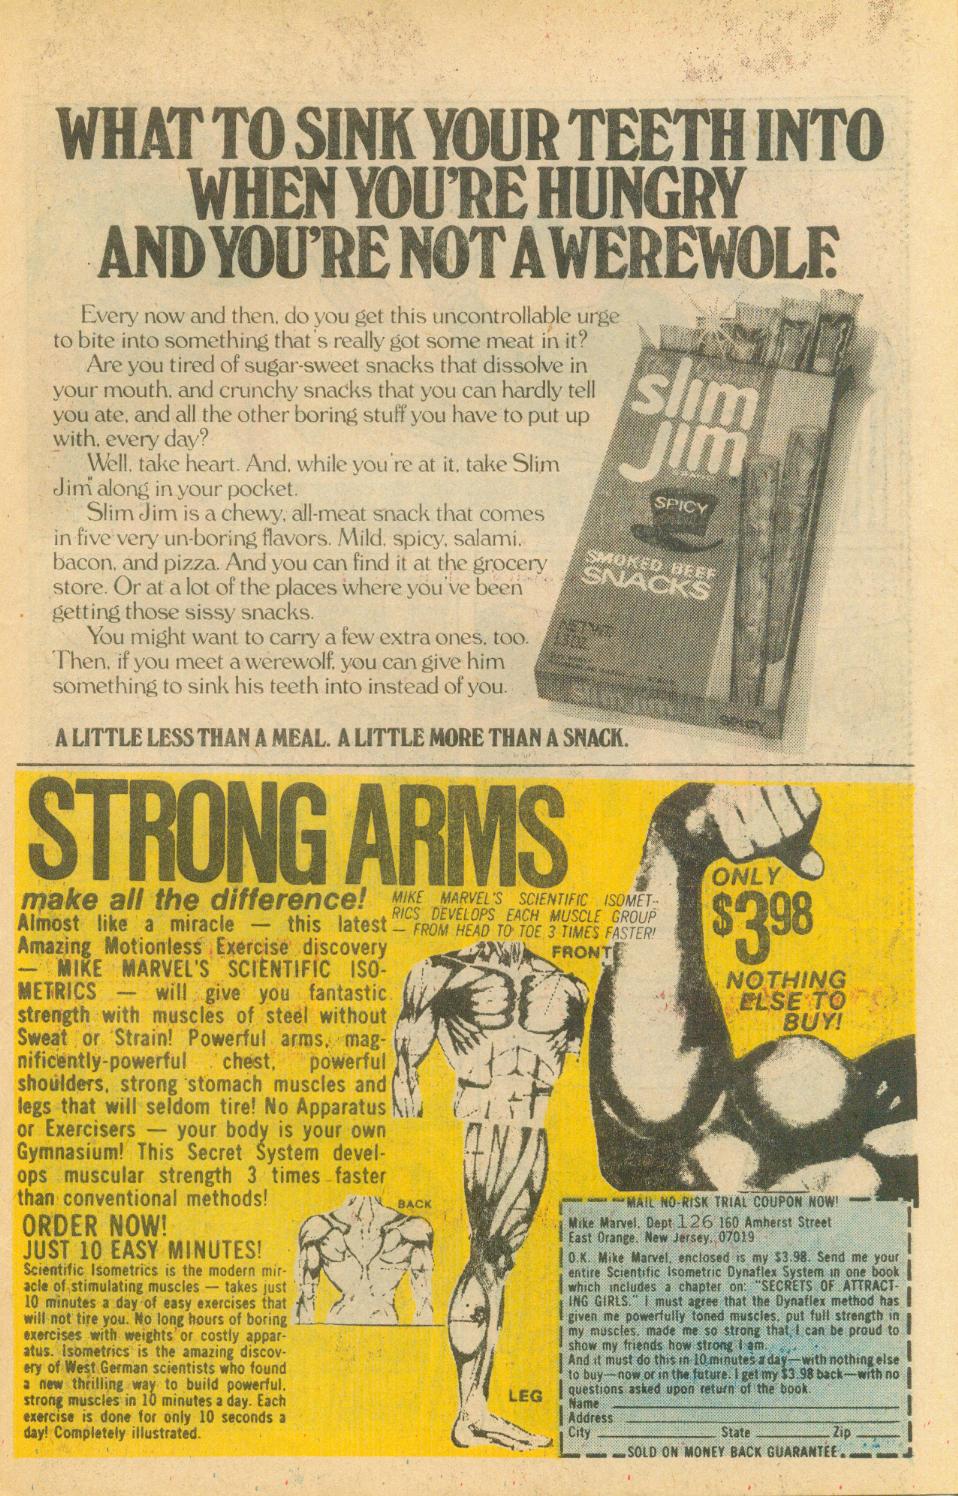 WHAT TO SINK YOUR TEETH INTO
WHEN YOU'RE HUNGRY
AND YOU'RE NOT A WEREWOLF.
Every now and then, do you get this uncontrollable urge
to bite into something that's really got some meat in it?
Are you tired of sugar-sweet snacks that dissolve in
your mouth, and crunchy snacks that you can hardly tell
you ate, and all the other boring stuff you have to put up
with, every day?
Well, take heart. And, while you're at it, take Slim
Jim® along in your pocket.
Slim Jim is a chewy, all-meat snack that comes
in five very un-boring flavors. Mild, spicy, salami,
bacon, and pizza. And you can find it at the grocery
store. Or at a lot of the places where you've been
getting those sissy snacks.
You might want to carry a few extra ones, too.
Then, if you meet a werewolf, you can give him
something to sink his teeth into instead of you.
slim
jim
SPICY
SMOKED BEEF
SNACKS
NET WT.
SPICY
A LITTLE LESS THAN A MEAL. A LITTLE MORE THAN A SNACK.
STRONG ARMS
make all the difference!
Almost like a miracle — this latest
Amazing Motionless Exercise discovery
— MIKE MARVEL'S SCIENTIFIC ISO-
METRICS — will give you fantastic
strength with muscles of steel without
Sweat or Strain! Powerful arms, mag-
nificently-powerful chest, powerful
shoulders, strong stomach muscles and
legs that will seldom tire! No Apparatus
or Exercisers — your body is your own
Gymnasium! This Secret System devel-
ops muscular strength 3 times faster
than conventional methods!
ORDER NOW!
JUST 10 EASY MINUTES!
Scientific Isometrics is the modern mir-
acle of stimulating muscles — takes just
10 minutes a day of easy exercises that
will not tire you. No long hours of boring
exercises with weights or costly appar-
atus. Isometrics is the amazing discov-
ery of West German scientists who found
a new thrilling way to build powerful,
strong muscles in 10 minutes a day. Each
exercise is done for only 10 seconds a
day! Completely illustrated.
MIKE MARVEL'S SCIENTIFIC ISOMET-
RICS DEVELOPS EACH MUSCLE GROUP
— FROM HEAD TO TOE 3 TIMES FASTER!
FRONT
BACK
LEG
ONLY
$3.98
NOTHING
ELSE TO
BUY!
MAIL NO-RISK TRIAL COUPON NOW!
Mike Marvel, Dept 126 160 Amherst Street
East Orange, New Jersey, 07019
O.K. Mike Marvel, enclosed is my $3.98. Send me your
entire Scientific Isometric Dynaflex System in one book
which includes a chapter on: "SECRETS OF ATTRACT-
ING GIRLS." I must agree that the Dynaflex method has
given me powerfully toned muscles, put full strength in
my muscles, made me so strong that I can be proud to
show my friends how strong I am.
And it must do this in 10 minutes a day—with nothing else
to buy—now or in the future. I get my $3.98 back—with no
questions asked upon return of the book.
Name
Address
City State Zip
SOLD ON MONEY BACK GUARANTEE.